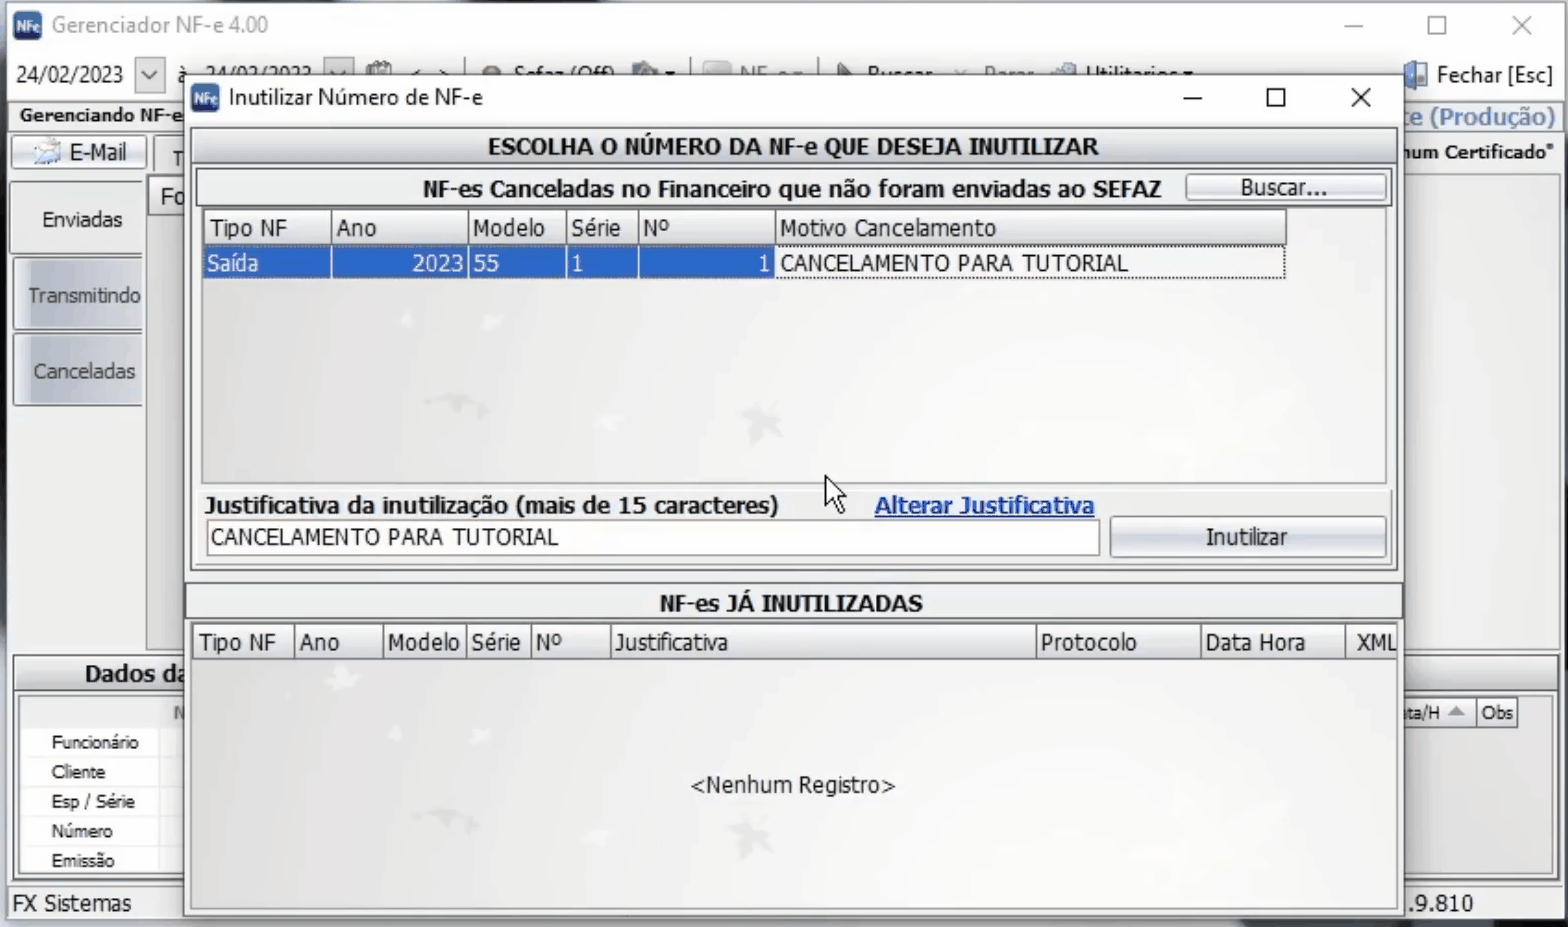 NFe Gerenciador NF-e 4.00
24/02/2023 à 24/02/2023 Sefaz (Off) NF-e Buscar Parar Utilitarios Fechar [Esc]
Gerenciando NF-e (Produção)
NFe Inutilizar Número de NF-e
E-Mail
ESCOLHA O NÚMERO DA NF-e QUE DESEJA INUTILIZAR
Certificado"
NF-es Canceladas no Financeiro que não foram enviadas ao SEFAZ Buscar...
Enviadas
Tipo NF Ano Modelo Série Nº Motivo Cancelamento
Saída 2023 55 1 1 CANCELAMENTO PARA TUTORIAL
Transmitindo
Canceladas
Justificativa da inutilização (mais de 15 caracteres) Alterar Justificativa
CANCELAMENTO PARA TUTORIAL Inutilizar
NF-es JÁ INUTILIZADAS
Tipo NF Ano Modelo Série Nº Justificativa Protocolo Data Hora XML
Dados da
ata/H Obs
Funcionário
Cliente
<Nenhum Registro>
Esp / Série
Número
Emissão
FX Sistemas .9.810